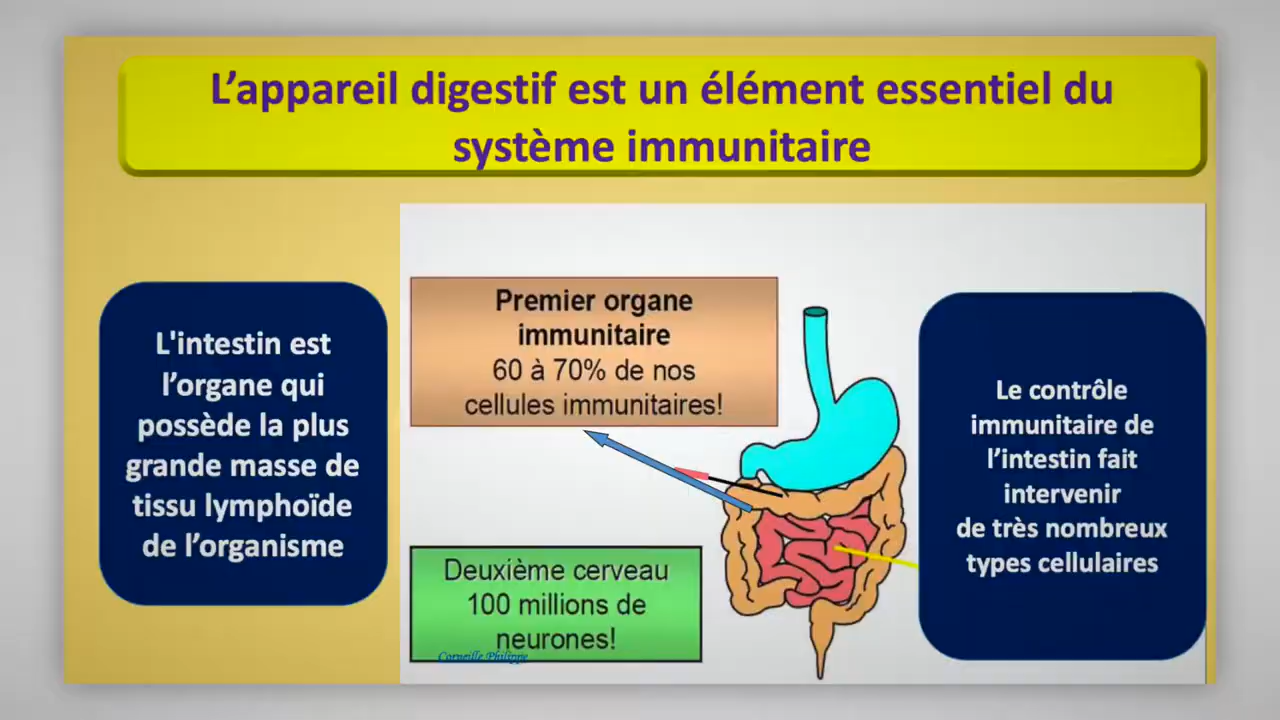 L’appareil digestif est un élément essentiel du
système immunitaire
L'intestin est
l’organe qui
possède la plus
grande masse de
tissu lymphoïde
de l’organisme
Premier organe
immunitaire
60 à 70% de nos
cellules immunitaires!
Deuxième cerveau
100 millions de
neurones!
Corneille Philippe
Le contrôle
immunitaire de
l’intestin fait
intervenir
de très nombreux
types cellulaires